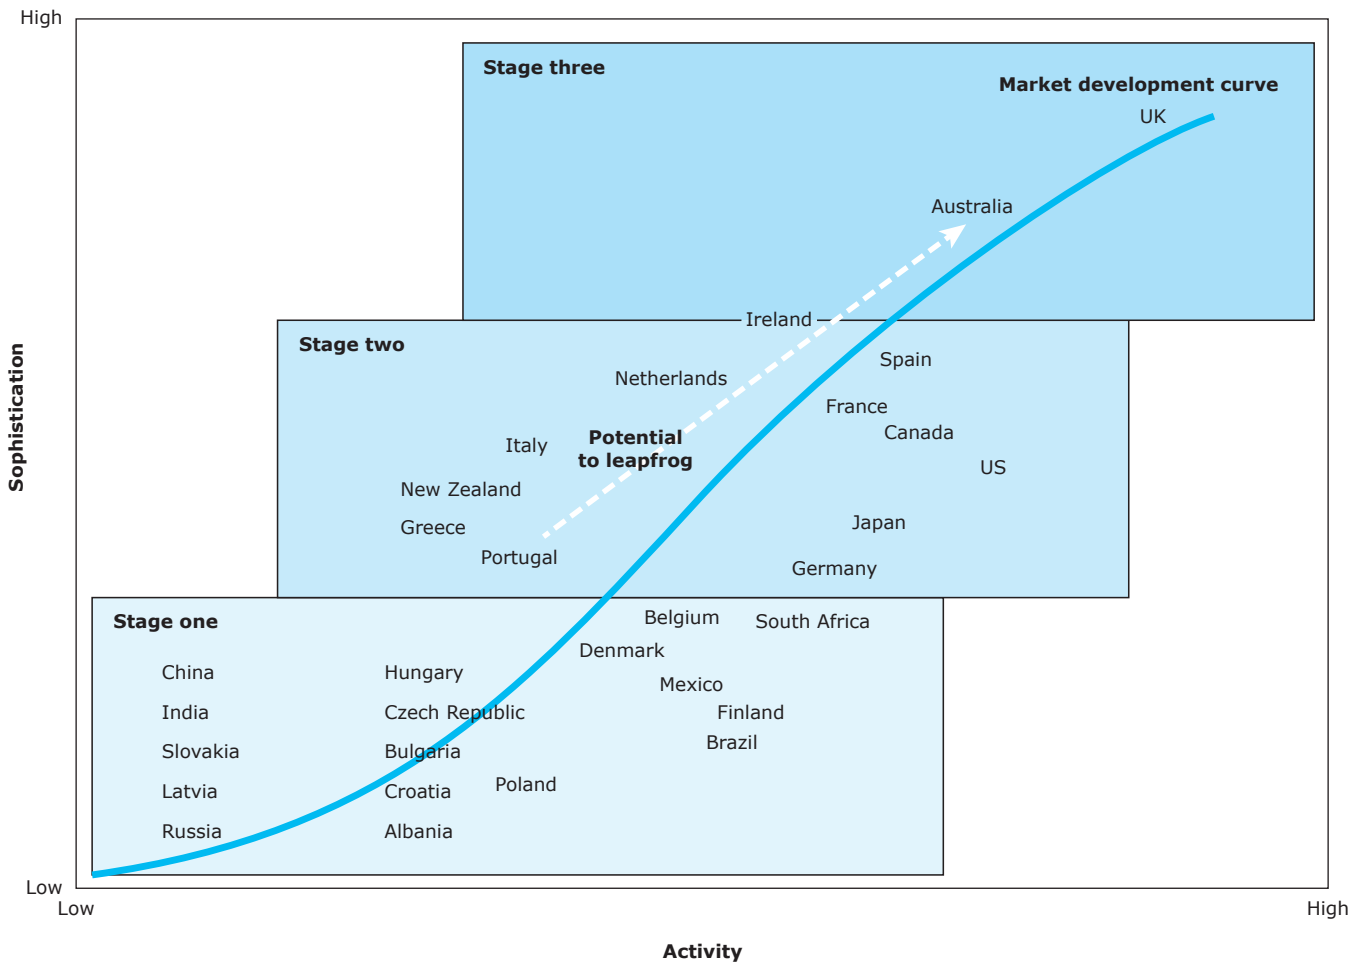 High
Stage three
Market development curve
UK
Australia
Ireland
Stage two
Spain
Netherlands
France
Canada
Potential
to leapfrog
Italy
US
New Zealand
Greece
Japan
Portugal
Germany
Sophistication
Stage one
Belgium
South Africa
Denmark
China
Hungary
Mexico
India
Czech Republic
Finland
Slovakia
Bulgaria
Brazil
Latvia
Croatia
Poland
Russia
Albania
Low
Low
High
Activity